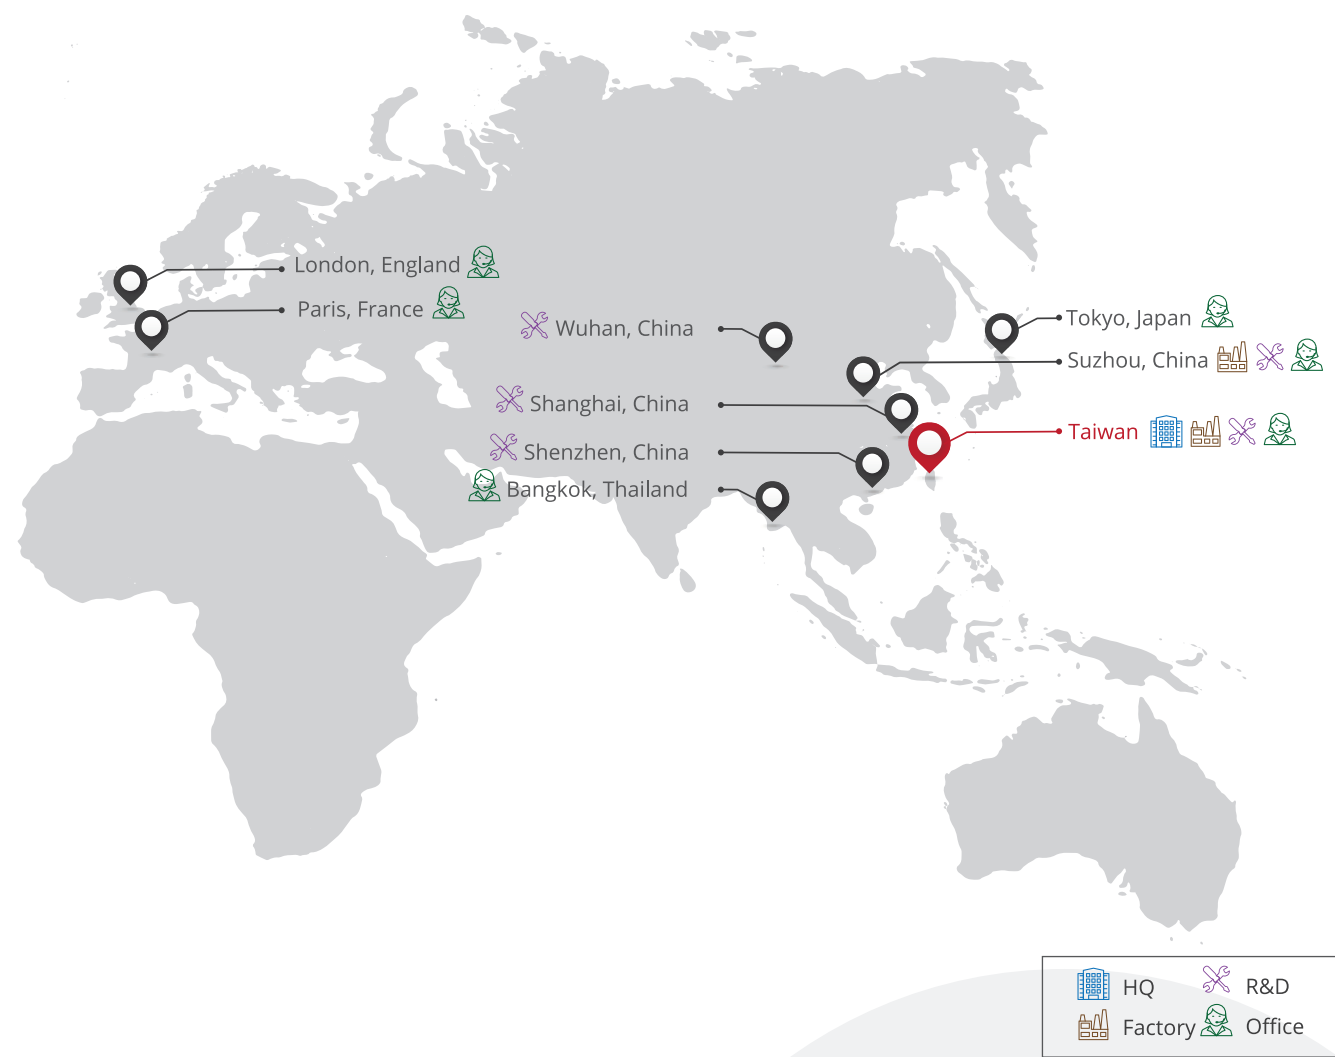 London, England
Paris, France
Wuhan, China
Tokyo, Japan
Suzhou, China
Shanghai, China
Taiwan
Shenzhen, China
Bangkok, Thailand
HQ
R&D
Factory
Office